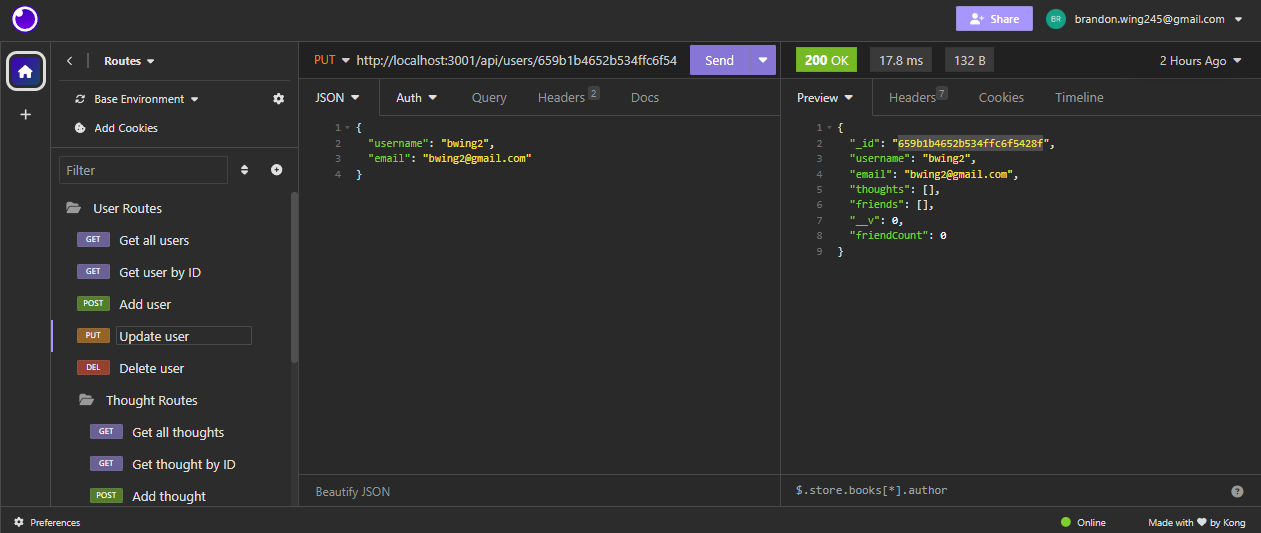 Share
BR
brandon.wing245@gmail.com
Routes
Base Environment
Add Cookies
Filter
User Routes
GET Get all users
GET Get user by ID
POST Add user
PUT Update user
DEL Delete user
Thought Routes
GET Get all thoughts
GET Get thought by ID
POST Add thought
PUT http://localhost:3001/api/users/659b1b4652b534ffc6f54 Send
JSON Auth Query Headers 2 Docs
1 {
2 "username": "bwing2",
3 "email": "bwing2@gmail.com"
4 }
Beautify JSON
200 OK 17.8 ms 132 B 2 Hours Ago
Preview Headers 7 Cookies Timeline
1 {
2 "_id": "659b1b4652b534ffc6f5428f",
3 "username": "bwing2",
4 "email": "bwing2@gmail.com",
5 "thoughts": [],
6 "friends": [],
7 "__v": 0,
8 "friendCount": 0
9 }
$.store.books[*].author ?
Preferences
Online
Made with ♥ by Kong